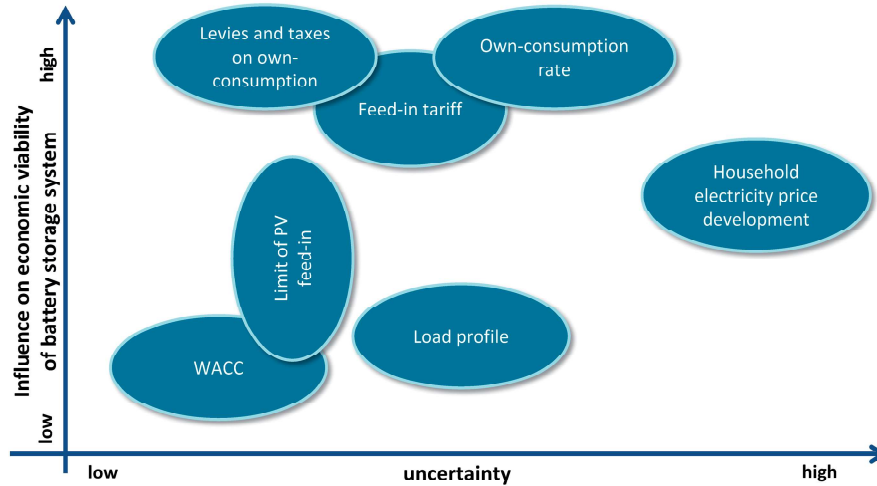 Influence on economic viability
of battery storage system
high
low
Levies and taxes
on own-
consumption
Own-consumption
rate
Feed-in tariff
Household
electricity price
development
Limit of PV
feed-in
Load profile
WACC
low
uncertainty
high